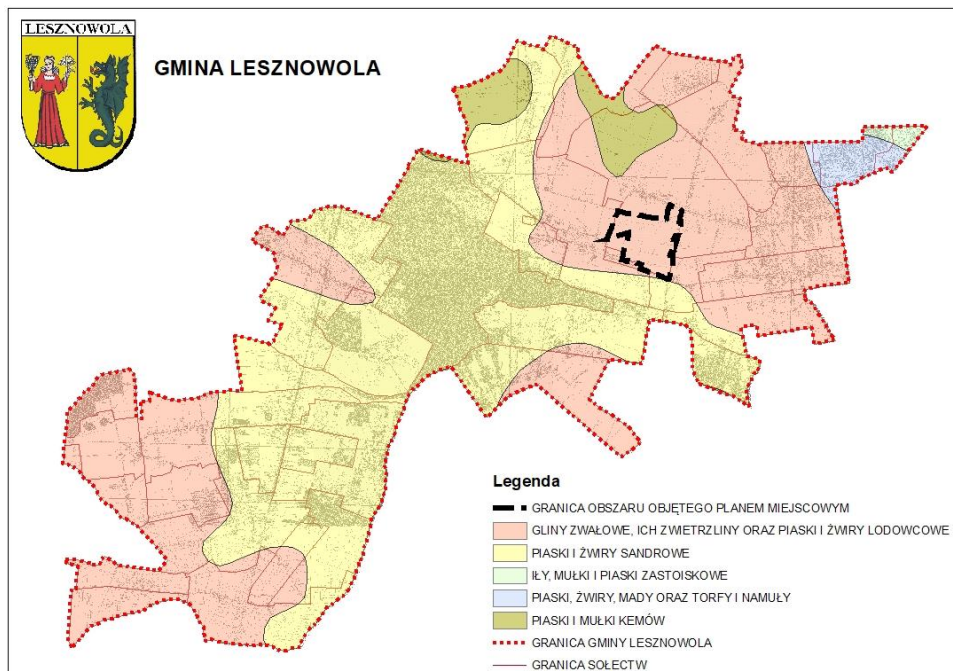 LESZNOWOLA
GMINA LESZNOWOLA
Legenda
GRANICA OBSZARU OBJĘTEGO PLANEM MIEJSCOWYM
GLINY ZWAŁOWE, ICH ZWIETRZLINY ORAZ PIASKI I ŻWIRY LODOWCOWE
PIASKI I ŻWIRY SANDROWE
IŁY, MUŁKI I PIASKI ZASTOISKOWE
PIASKI, ŻWIRY, MADY ORAZ TORFY I NAMUŁY
PIASKI I MUŁKI KEMÓW
GRANICA GMINY LESZNOWOLA
GRANICA SOŁECTW